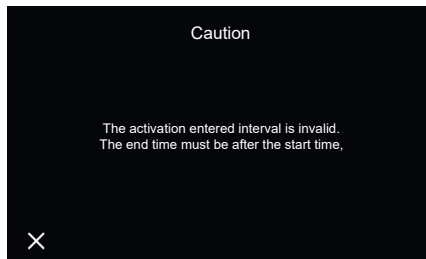 Caution
The activation entered interval is invalid.
The end time must be after the start time,